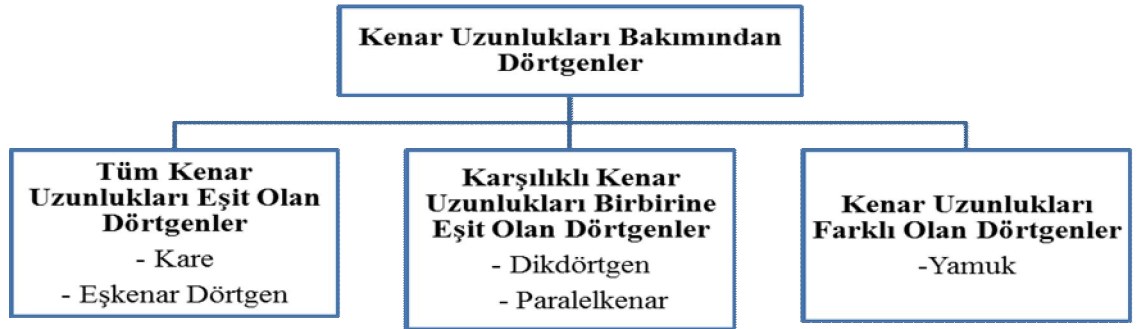 Kenar Uzunlukları Bakımından
Dörtgenler
Tüm Kenar
Uzunlukları Eşit Olan
Dörtgenler
- Kare
- Eşkenar Dörtgen
Karşılıklı Kenar
Uzunlukları Birbirine
Eşit Olan Dörtgenler
- Dikdörtgen
- Paralelkenar
Kenar Uzunlukları
Farklı Olan Dörtgenler
-Yamuk